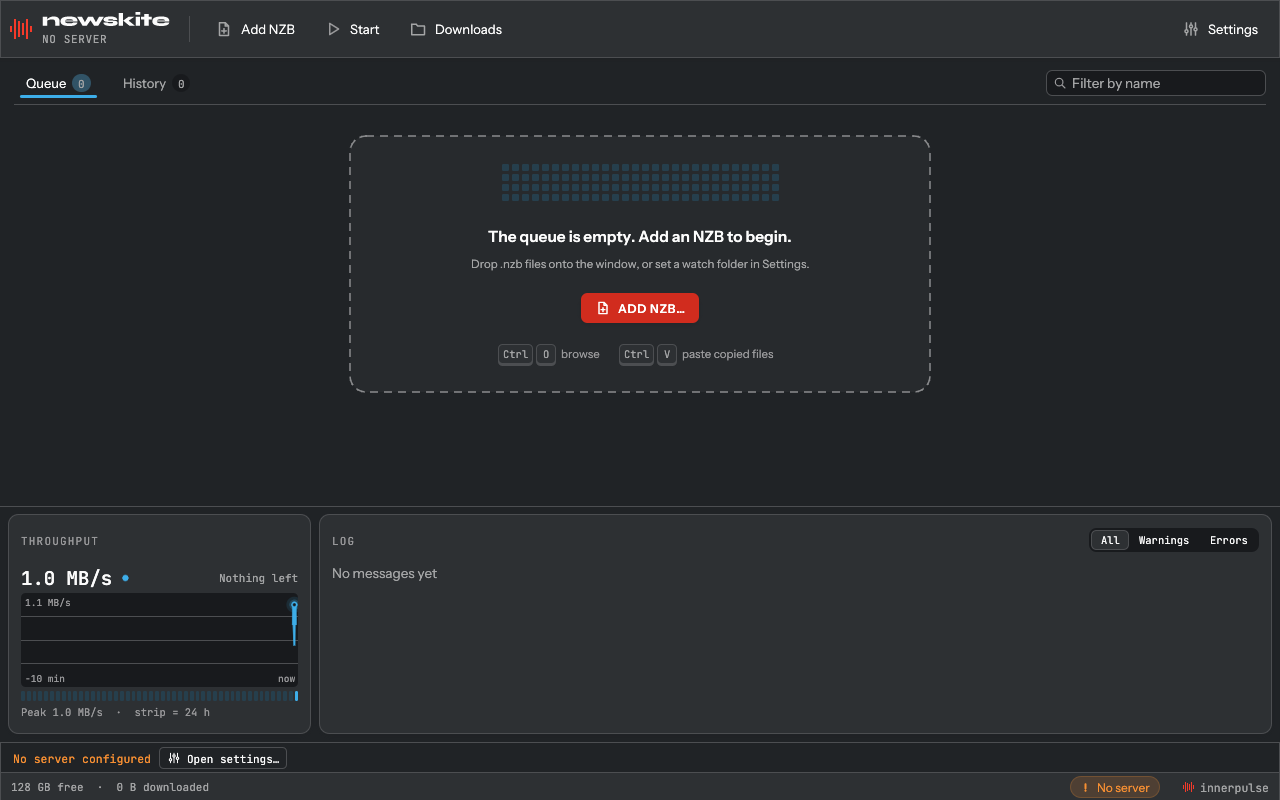 newskite
NO SERVER
Add NZB
Start
Downloads
Settings
Queue 0
History 0
Filter by name
The queue is empty. Add an NZB to begin.
Drop .nzb files onto the window, or set a watch folder in Settings.
ADD NZB…
Ctrl O browse
Ctrl V paste copied files
THROUGHPUT
1.0 MB/s
Nothing left
1.1 MB/s
-10 min
now
Peak 1.0 MB/s · strip = 24 h
LOG
All
Warnings
Errors
No messages yet
No server configured
Open settings…
128 GB free · 0 B downloaded
! No server
innerpulse